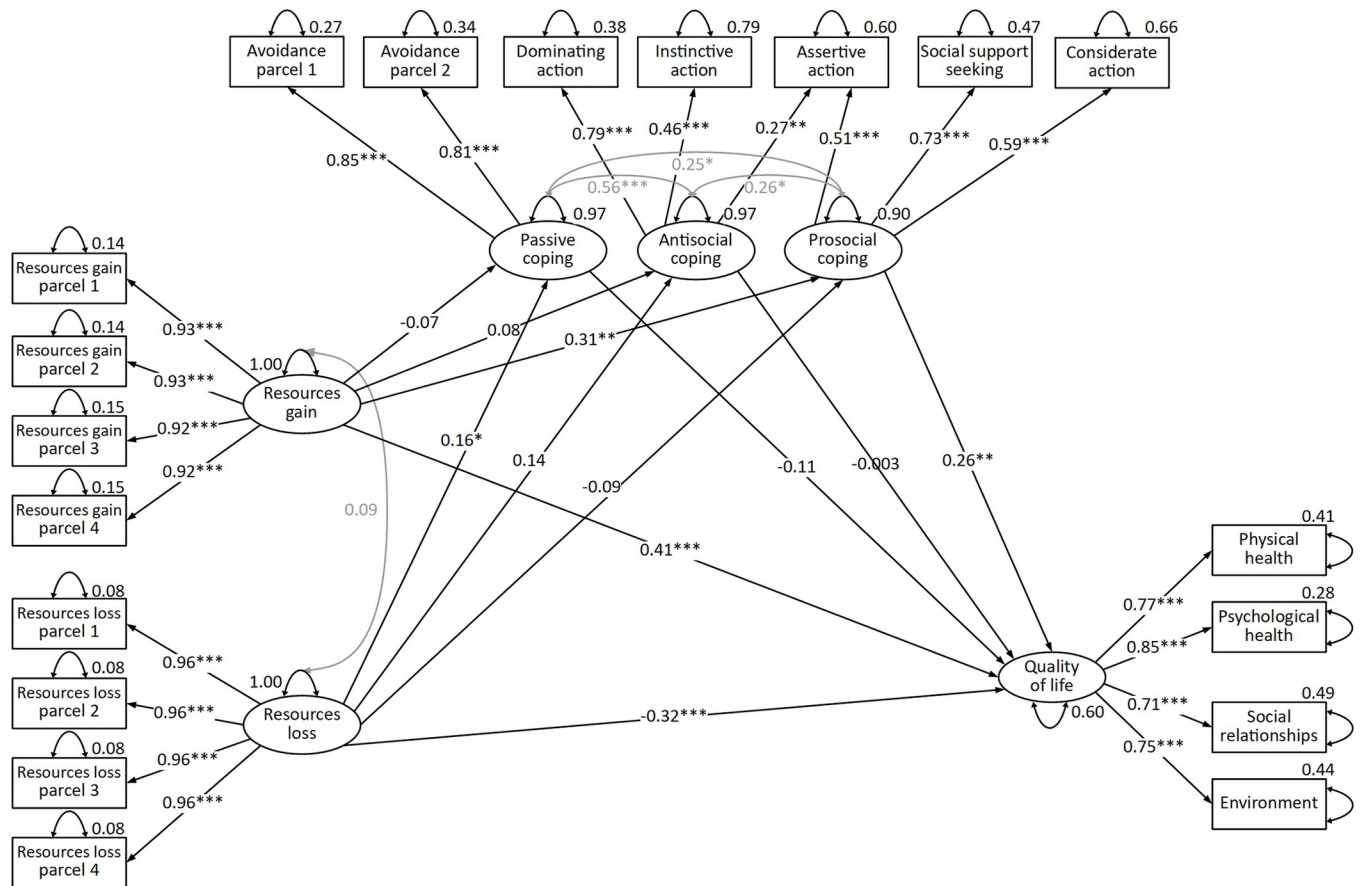 0.27
0.34
0.38
0.79
0.60
0.47
0.66
Avoidance
parcel 1
Avoidance
parcel 2
Dominating
action
Instinctive
action
Assertive
action
Social support
seeking
Considerate
action
0.85***
0.81***
0.79***
0.46***
0.27**
0.51***
0.73***
0.59***
0.25*
0.56***
0.26*
0.97
0.97
0.90
Passive
coping
Antisocial
coping
Prosocial
coping
0.14
Resources gain
parcel 1
0.14
Resources gain
parcel 2
0.15
Resources gain
parcel 3
0.15
Resources gain
parcel 4
0.93***
0.93***
0.92***
0.92***
1.00
Resources
gain
-0.07
0.08
0.31**
0.16*
0.14
-0.09
-0.11
-0.003
0.26**
0.09
0.41***
-0.32***
0.08
Resources loss
parcel 1
0.08
Resources loss
parcel 2
0.08
Resources loss
parcel 3
0.08
Resources loss
parcel 4
0.96***
0.96***
0.96***
0.96***
1.00
Resources
loss
Quality
of life
0.60
0.77***
0.85***
0.71***
0.75***
0.41
Physical
health
0.28
Psychological
health
0.49
Social
relationships
0.44
Environment